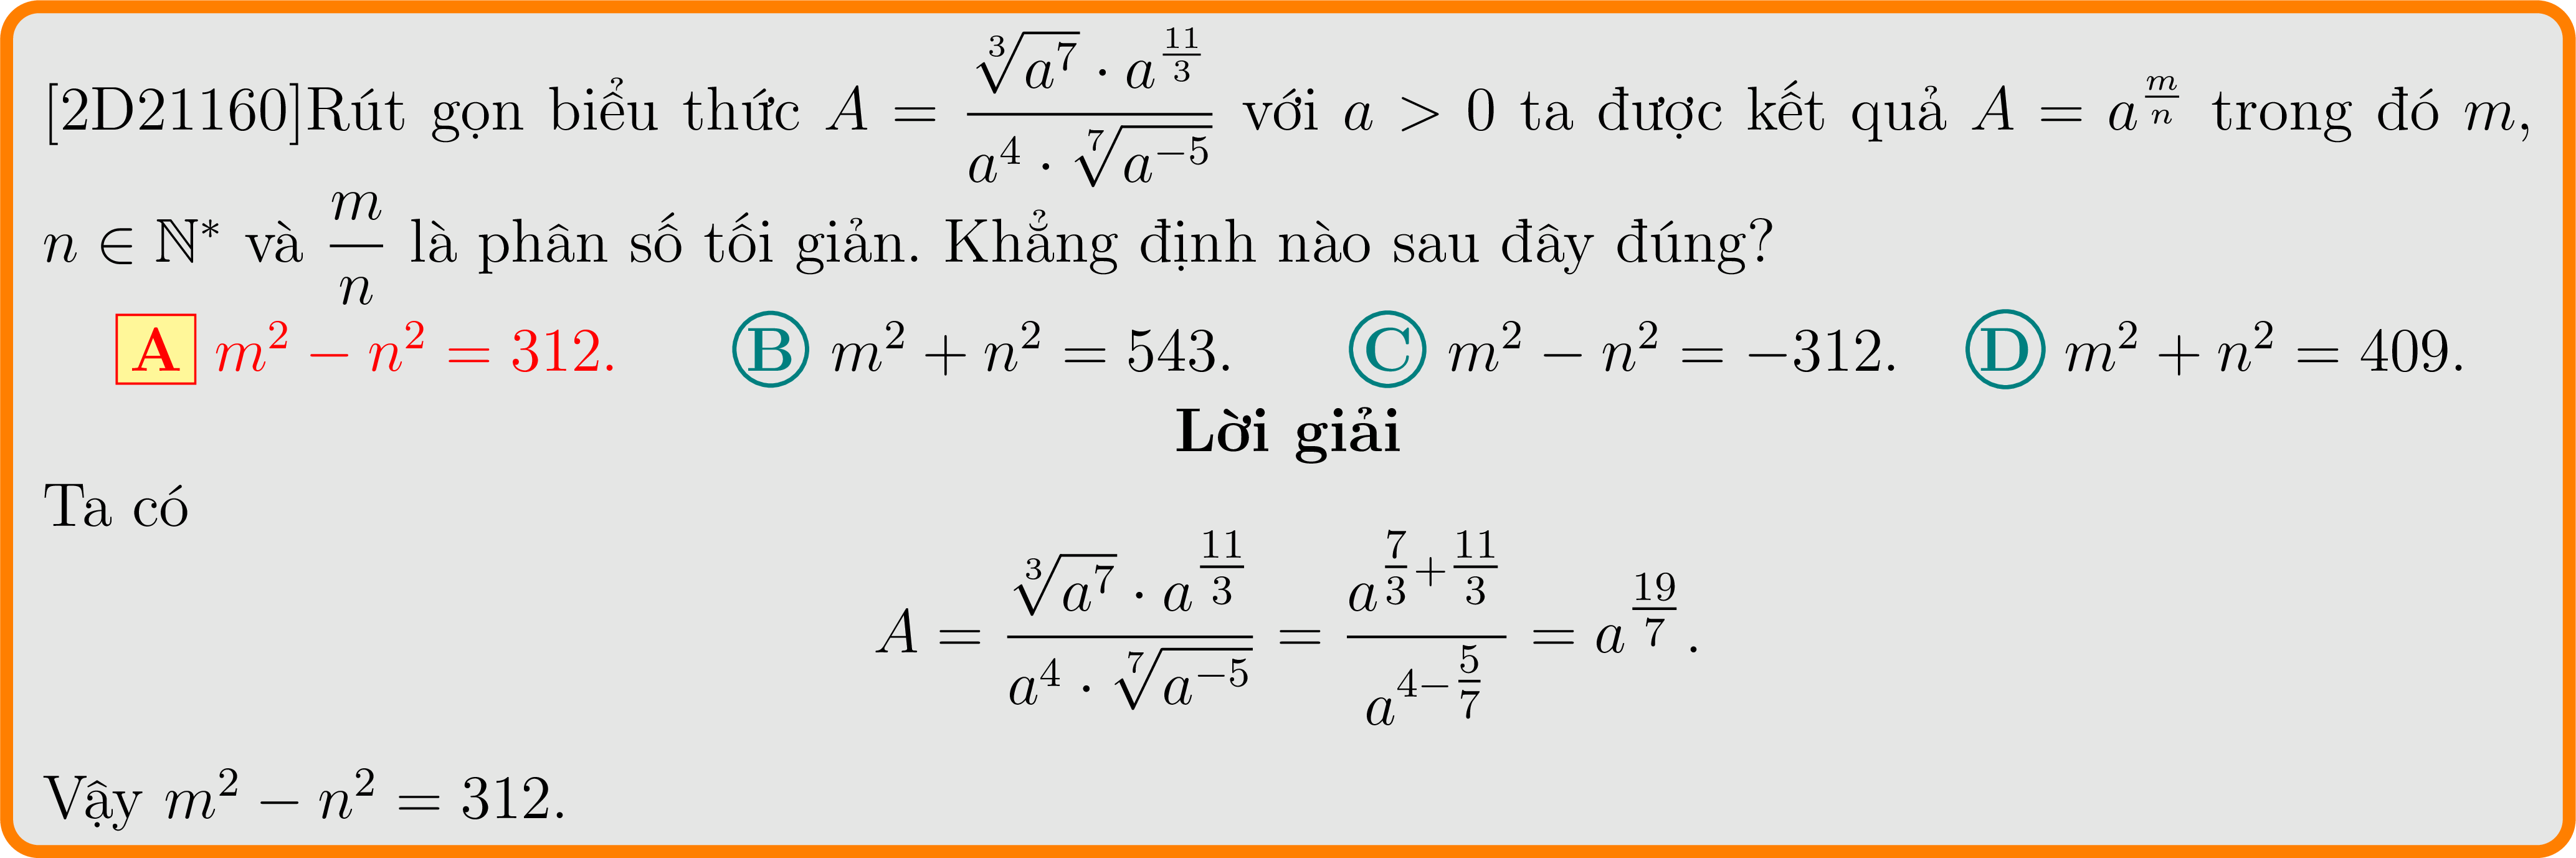 [2D21160]Rút gọn biểu thức $A = \dfrac{\sqrt[3]{a^7} \cdot a^{\frac{11}{3}}}{a^4 \cdot \sqrt[7]{a^{-5}}}$ với $a > 0$ ta được kết quả $A = a^{\frac{m}{n}}$ trong đó $m$,
$n \in \mathbb{N}^*$ và $\dfrac{m}{n}$ là phân số tối giản. Khẳng định nào sau đây đúng?
A $m^2 - n^2 = 312$. B $m^2 + n^2 = 543$. C $m^2 - n^2 = -312$. D $m^2 + n^2 = 409$.
Lời giải
Ta có
$A = \dfrac{\sqrt[3]{a^7} \cdot a^{\frac{11}{3}}}{a^4 \cdot \sqrt[7]{a^{-5}}} = \dfrac{a^{\frac{7}{3}+\frac{11}{3}}}{a^{4-\frac{5}{7}}} = a^{\frac{19}{7}}.$
Vậy $m^2 - n^2 = 312$.